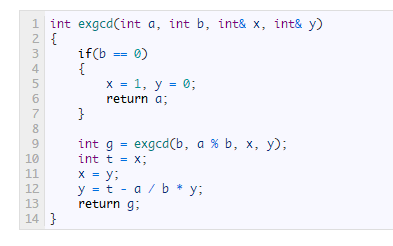 1 int exgcd(int a, int b, int& x, int& y)
2 {
3     if(b == 0)
4     {
5         x = 1, y = 0;
6         return a;
7     }
8
9     int g = exgcd(b, a % b, x, y);
10     int t = x;
11     x = y;
12     y = t - a / b * y;
13     return g;
14 }